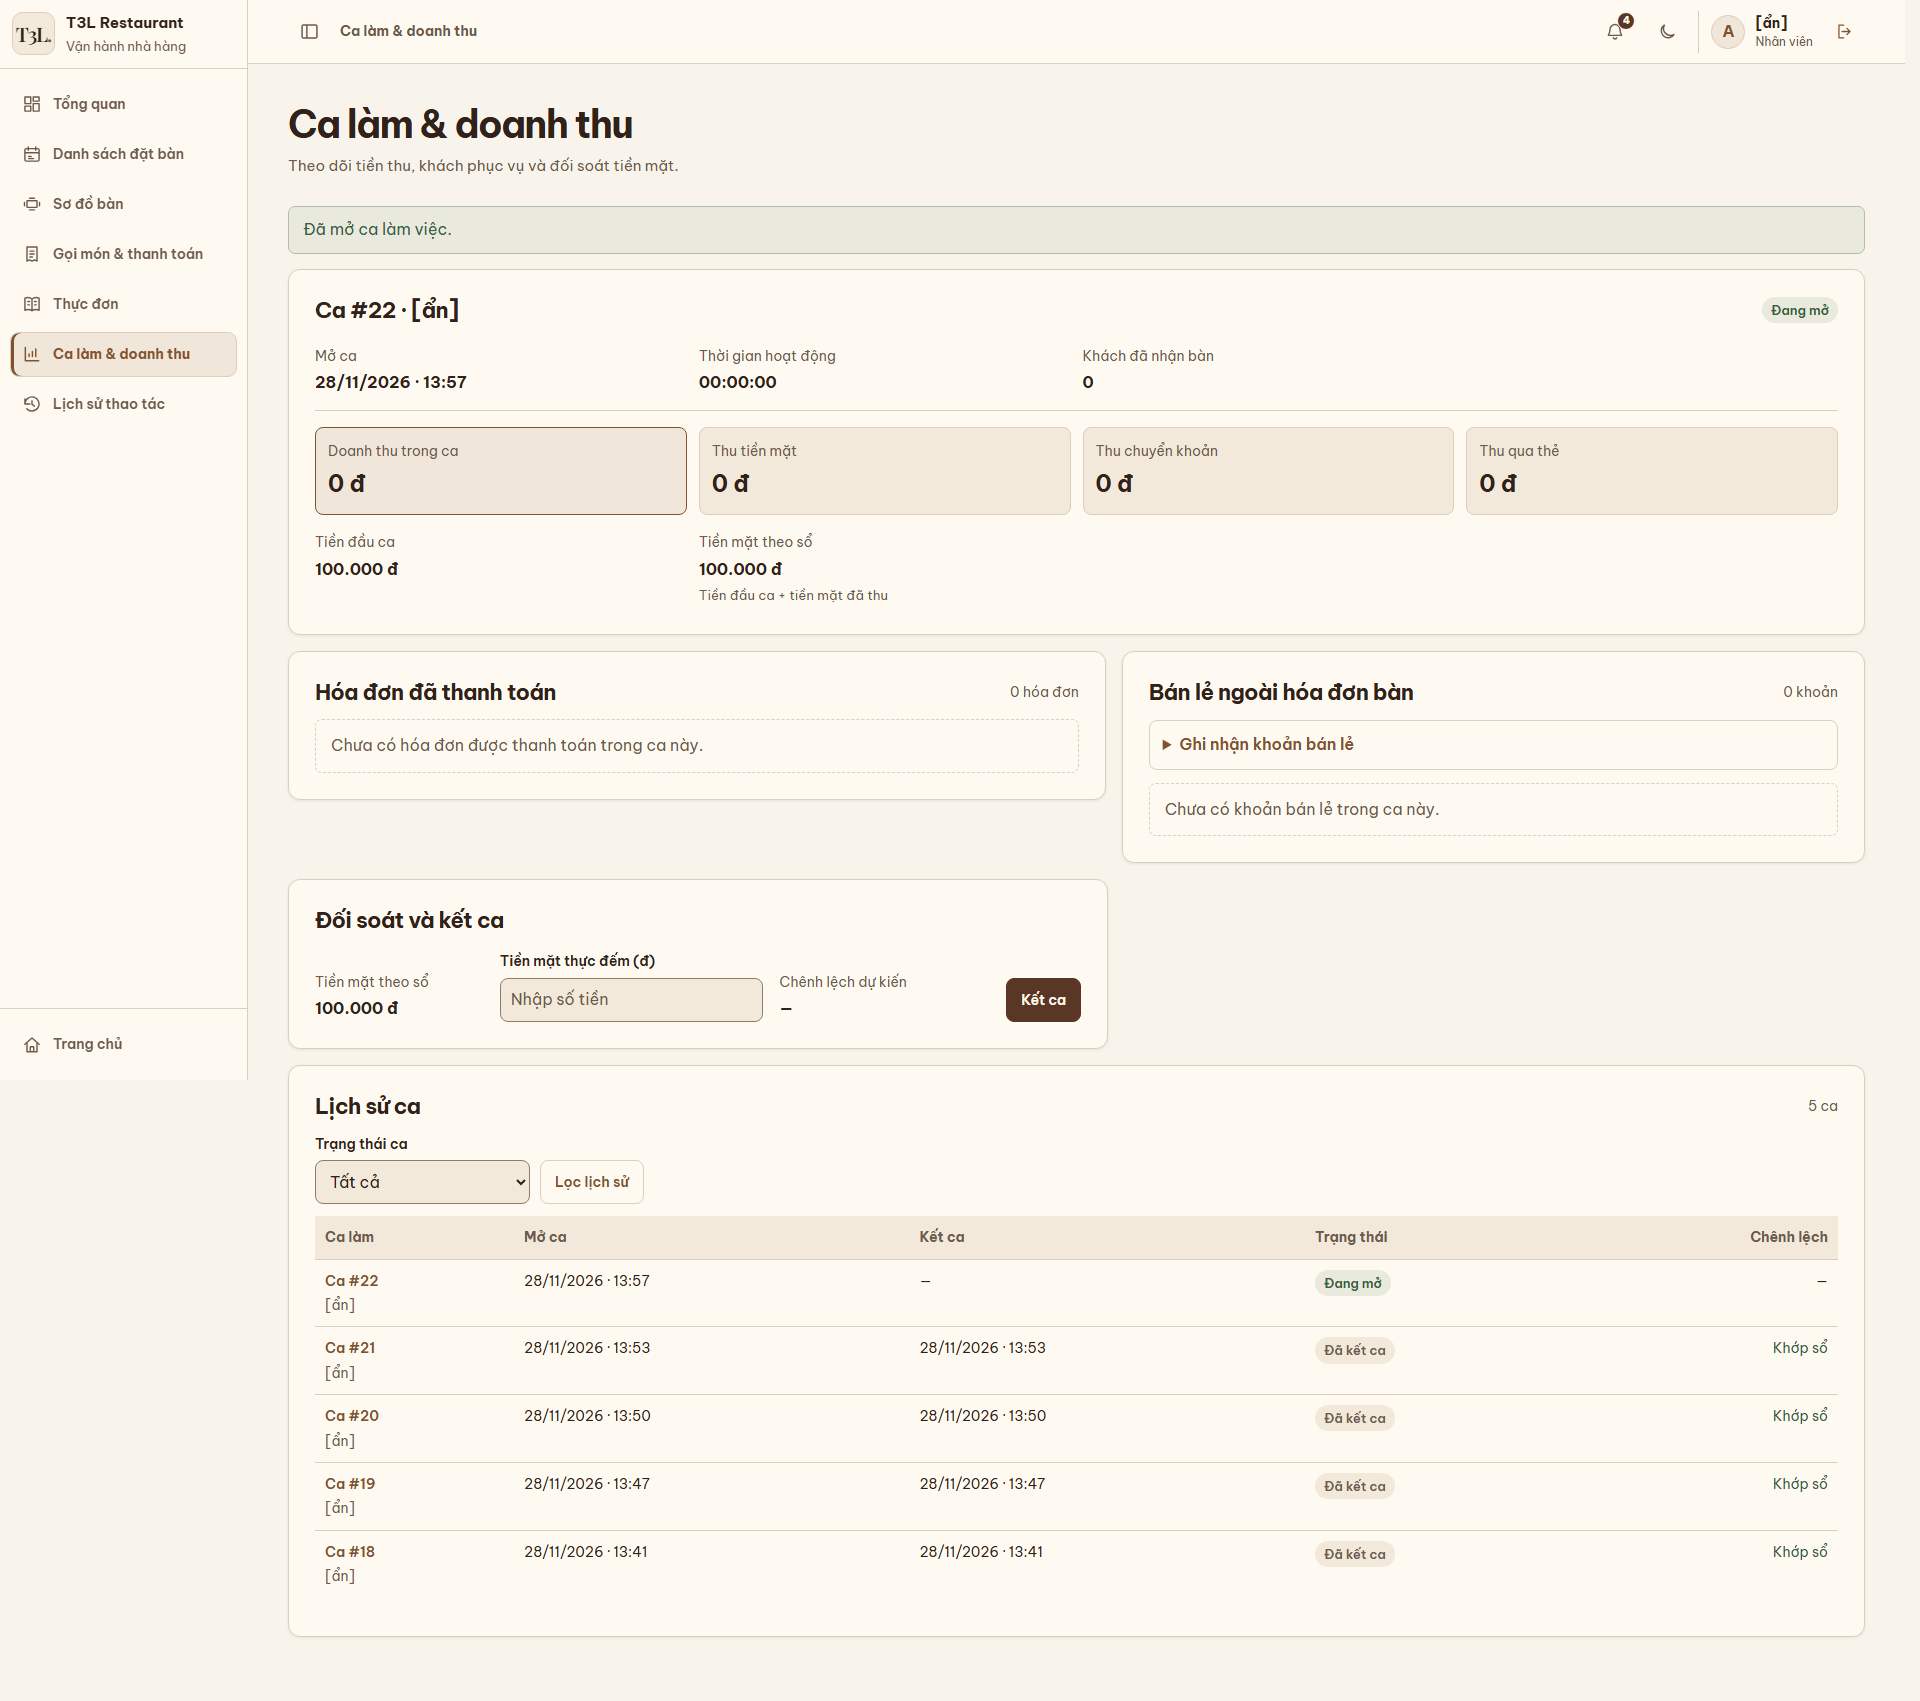 T3L
T3L Restaurant
Vận hành nhà hàng
Tổng quan
Danh sách đặt bàn
Sơ đồ bàn
Gọi món & thanh toán
Thực đơn
Ca làm & doanh thu
Lịch sử thao tác
Trang chủ
Ca làm & doanh thu
4
A
[ẩn]
Nhân viên
Ca làm & doanh thu
Theo dõi tiền thu, khách phục vụ và đối soát tiền mặt.
Đã mở ca làm việc.
Ca #22 · [ẩn]
Đang mở
Mở ca
28/11/2026 · 13:57
Thời gian hoạt động
00:00:00
Khách đã nhận bàn
0
Doanh thu trong ca
0 đ
Thu tiền mặt
0 đ
Thu chuyển khoản
0 đ
Thu qua thẻ
0 đ
Tiền đầu ca
100.000 đ
Tiền mặt theo sổ
100.000 đ
Tiền đầu ca + tiền mặt đã thu
Hóa đơn đã thanh toán
0 hóa đơn
Chưa có hóa đơn được thanh toán trong ca này.
Bán lẻ ngoài hóa đơn bàn
0 khoản
▶ Ghi nhận khoản bán lẻ
Chưa có khoản bán lẻ trong ca này.
Đối soát và kết ca
Tiền mặt theo sổ
100.000 đ
Tiền mặt thực đếm (đ)
Nhập số tiền
Chênh lệch dự kiến
—
Kết ca
Lịch sử ca
5 ca
Trạng thái ca
Tất cả
Lọc lịch sử
Ca làm Mở ca Kết ca Trạng thái Chênh lệch
Ca #22 28/11/2026 · 13:57 — Đang mở —
[ẩn]
Ca #21 28/11/2026 · 13:53 28/11/2026 · 13:53 Đã kết ca Khớp sổ
[ẩn]
Ca #20 28/11/2026 · 13:50 28/11/2026 · 13:50 Đã kết ca Khớp sổ
[ẩn]
Ca #19 28/11/2026 · 13:47 28/11/2026 · 13:47 Đã kết ca Khớp sổ
[ẩn]
Ca #18 28/11/2026 · 13:41 28/11/2026 · 13:41 Đã kết ca Khớp sổ
[ẩn]